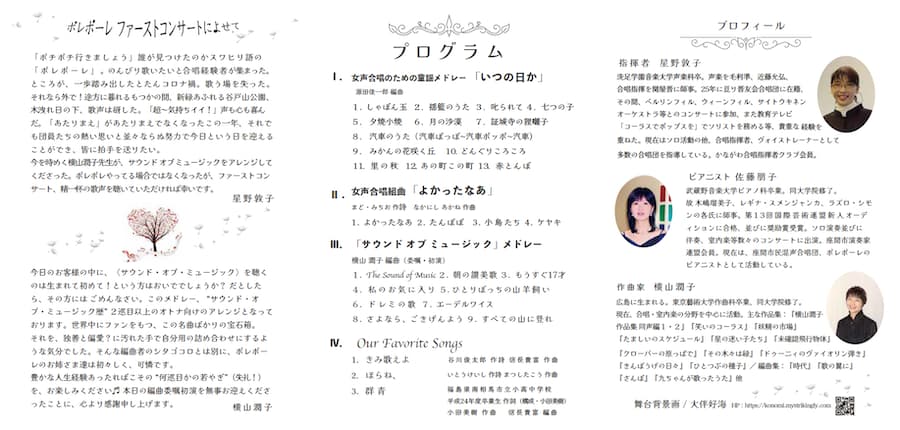 ポレポーレ ファーストコンサートによせて
「ポチポチ行きましょう」誰が見つけたのかスワヒリ語の
「ポレポーレ」。のんびり歌いたいと合唱経験者が集まった。
ところが、一歩踏み出したとたんコロナ禍。歌う場を失った。
それなら外で!途方に暮れるもつかの間、新緑あふれる谷戸山公園、
木洩れ日の下、歌声は冴した。「超~気持ちイイ!」声も心も喜ん
だ。「あたりまえ」があたりまえでなくなったこの一年、それで
も団員たちの熱い思いと並々ならぬ努力で今日という日を迎える
ことができ、皆に拍手を送りたい。
今を時めく横山潤子先生が、サウンド オブ ミュージックをアレンジして
くださった。ポレポレやってる場合ではなくなったが、ファーストコン
サート、精一杯の歌声を聴いていただければ幸いです。
星野敦子
今日のお客様の中に、〈サウンド・オブ・ミュージック〉を聴く
のは生まれて初めて!という方はおいででしょうか?だとした
ら、その方には ごめんなさい。このメドレー、“サウンド・オ
ブ・ミュージック歴”2巡目以上のオトナ向けのアレンジとなって
おります。世界中にファンをもつ、この名曲ばかりの宝石箱。
それを、独善と偏愛?に汚れた手で自分用の詰め合わせにするよ
うな気分でした。そんな編曲者のシタゴコロとは別に、ポレポー
レのお姉さま達は初々しく、可憐です。
豊かな人生経験あったればこその“何巡目かの若やぎ”(失礼!)
を、お楽しみください♫本日の編曲委嘱初演を無事お迎えくださ
ったことに、心より感謝申し上げます。
横山潤子
プログラム
Ⅰ. 女声合唱のための童謡メドレー 「いつの日か」
源田俊一郎 編曲
1. しゃぼん玉 2. 揺籃のうた 3. 叱られて 4. 七つの子
5. 夕焼小焼 6. 月の沙漠 7. 証城寺の狸囃子
8. 汽車のうた(汽車ぽっぽ~汽車ポッポ~汽車)
9. みかんの花咲く丘 10. どんぐりころころ
11. 里の秋 12. あの町この町 13. 赤とんぼ
Ⅱ. 女声合唱組曲 「よかったなあ」
まど・みちお 作詩 なかにし あかね 作曲
1. よかったなあ 2. たんぽぽ 3. 小鳥たち 4. ケヤキ
Ⅲ. 「サウンド オブ ミュージック」メドレー
横山 潤子 編曲(委嘱・初演)
1. The Sound of Music 2. 朝の讃美歌 3. もうすぐ17才
4. 私のお気に入り 5. ひとりぼっちの山羊飼い
6. ドレミの歌 7. エーデルワイス
8. さよなら、ごきげんよう 9. すべての山に登れ
Ⅳ. Our Favorite Songs
1. きみ歌えよ 谷川俊太郎 作詩 信長貴富 作曲
2. ほらね、 いとうけいし 作詩 まつしたこう 作曲
3. 群青 福島県南相馬市立小高中学校
平成24年度卒業生 作詞(構成・小田美樹)
小田美樹 作曲 信長貴富 編曲
プロフィール
指揮者 星野敦子
洗足学園音楽大学声楽科卒。声楽を毛利準、近藤允弘、
合唱指揮を関屋晋に師事。25年に亘り晋友会合唱団に在籍、
その間、ベルリンフィル、ウィーンフィル、サイトウキネン
オーケストラ等とのコンサートに参加、また教育テレビ
「コーラスでポップスを」でソリストを務める等、貴重な経験を
重ねた。現在はソロ活動の他、合唱指揮者、ヴォイストレーナーとして
多数の合唱団を指導している。かながわ合唱指揮者クラブ会員。
ピアニスト 佐藤朋子
武蔵野音楽大学ピアノ科卒業。同大学院修了。
故 木嶋瑠美子、レギナ・スメンジャンカ、ラズロ・シモ
ンの各氏に師事。第13回国際芸術連盟新人オーデ
ィションに合格、並びに奨励賞受賞。ソロ演奏並びに
伴奏、室内楽等数々のコンサートに出演。座間市演奏家
連盟会員。現在は、座間市民混声合唱団、ポレポーレの
ピアニストとして活動している。
作曲家 横山潤子
広島に生まれる。東京藝術大学作曲科卒業、同大学院修了。
現在、合唱・室内楽の分野を中心に活動。主な作品集:「横山潤子
作品集 同声編1・2」「笑いのコーラス」「妖精の市場」
「たましいのスケジュール」「星の迷い子たち」「未確認飛行物体」
「クローバーの原っぱで」「その木々は緑」「ドゥーニィのヴァイオリン弾き」
「きんぽうげの日々」「ひとつぶの種子」/編曲集:「時代」「歌の翼に」
「さんぽ」「九ちゃんが歌ったうた」他
舞台背景画/大伴好海 HP：https://konomi.mystrikingly.com